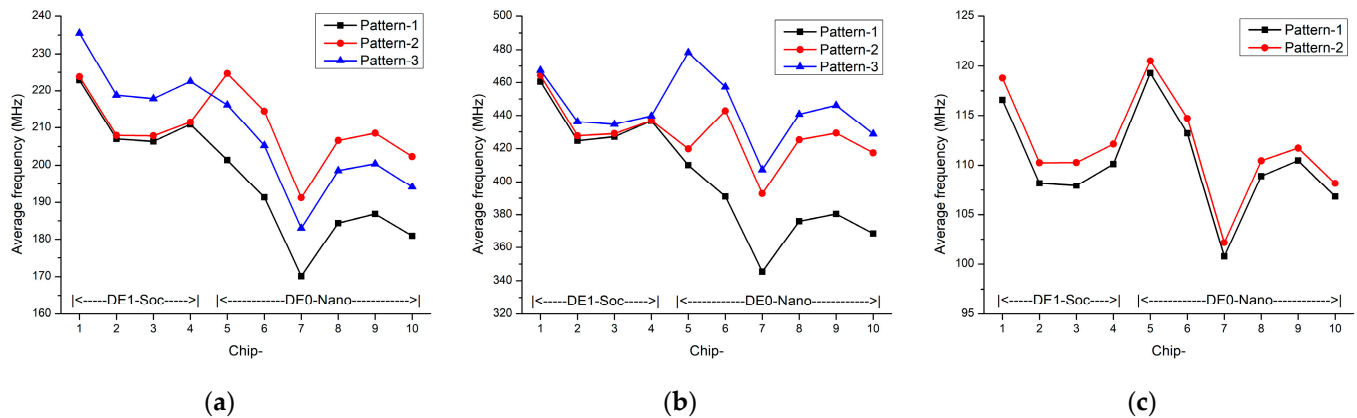 240
230
220
210
200
190
180
170
160
Average frequency (MHz)
Pattern-1
Pattern-2
Pattern-3
|<-----DE1-Soc----->|
|<------------DE0-Nano------------>|
1 2 3 4 5 6 7 8 9 10
Chip-
(a)
500
480
460
440
420
400
380
360
340
320
Average frequency (MHz)
Pattern-1
Pattern-2
Pattern-3
|<-----DE1-Soc----->|
|<------------DE0-Nano------------>|
1 2 3 4 5 6 7 8 9 10
Chip-
(b)
125
120
115
110
105
100
95
Average frequency (MHz)
Pattern-1
Pattern-2
|<-----DE1-Soc----->|
|<------------DE0-Nano------------>|
1 2 3 4 5 6 7 8 9 10
Chip-
(c)